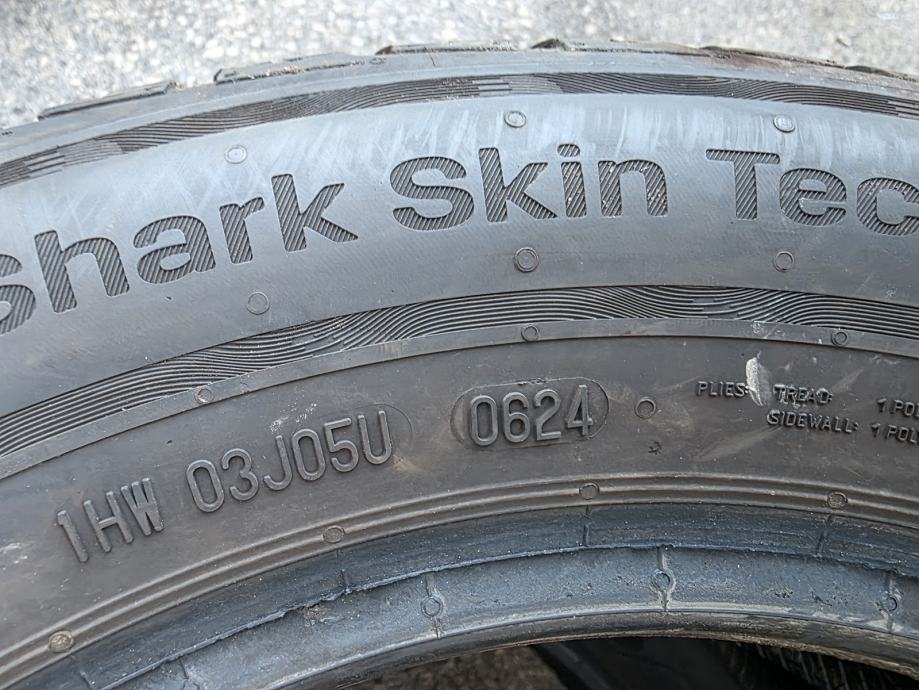 Shark Skin Tec
1HW 03J05U 0624
PLIES: TREAD:
SIDEWALL: